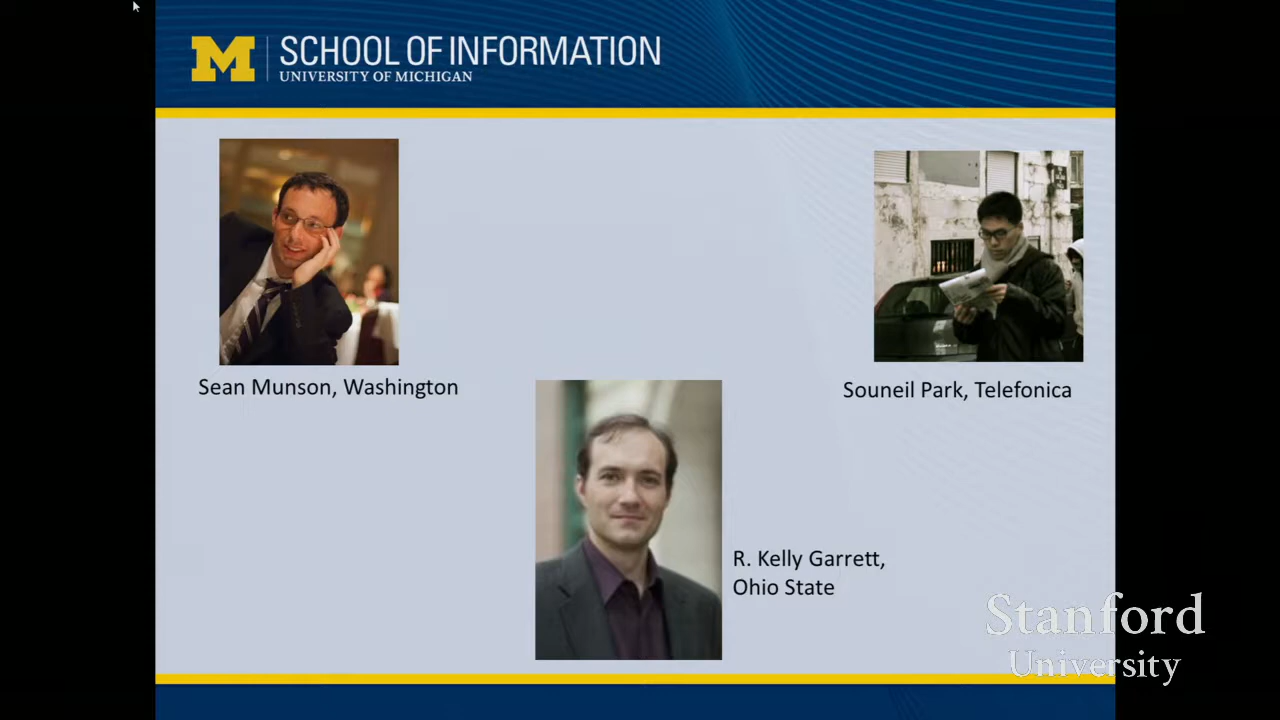 M
SCHOOL OF INFORMATION
UNIVERSITY OF MICHIGAN
Sean Munson, Washington
Souneil Park, Telefonica
R. Kelly Garrett,
Ohio State
Stanford
University